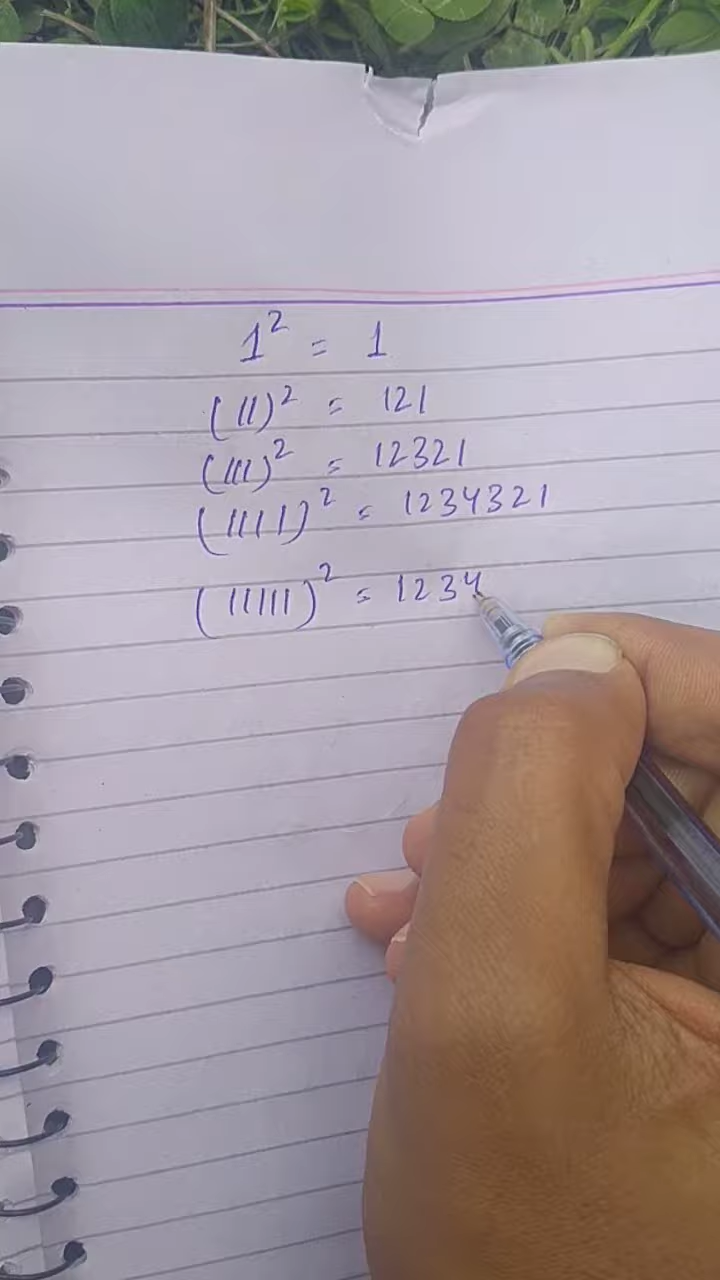 1² = 1
(11)² = 121
(111)² = 12321
(1111)² = 1234321
(11111)² = 1234